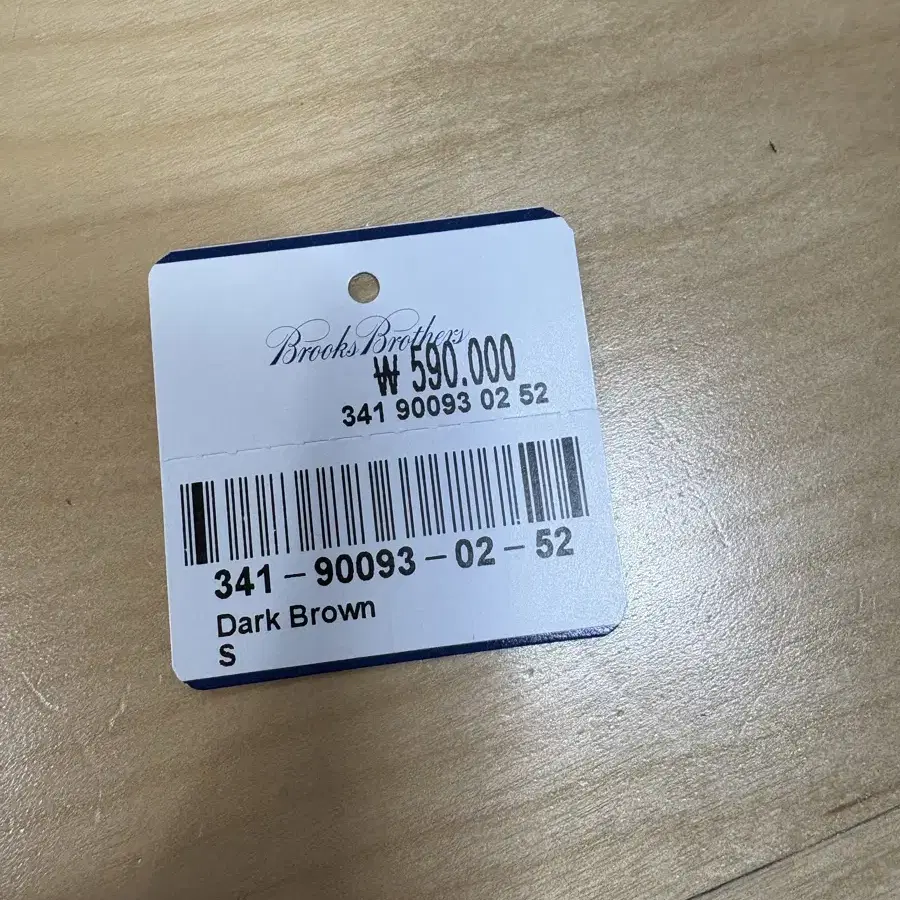 Brooks Brothers
₩ 590.000
341 90093 02 52
341-90093-02-52
Dark Brown
S